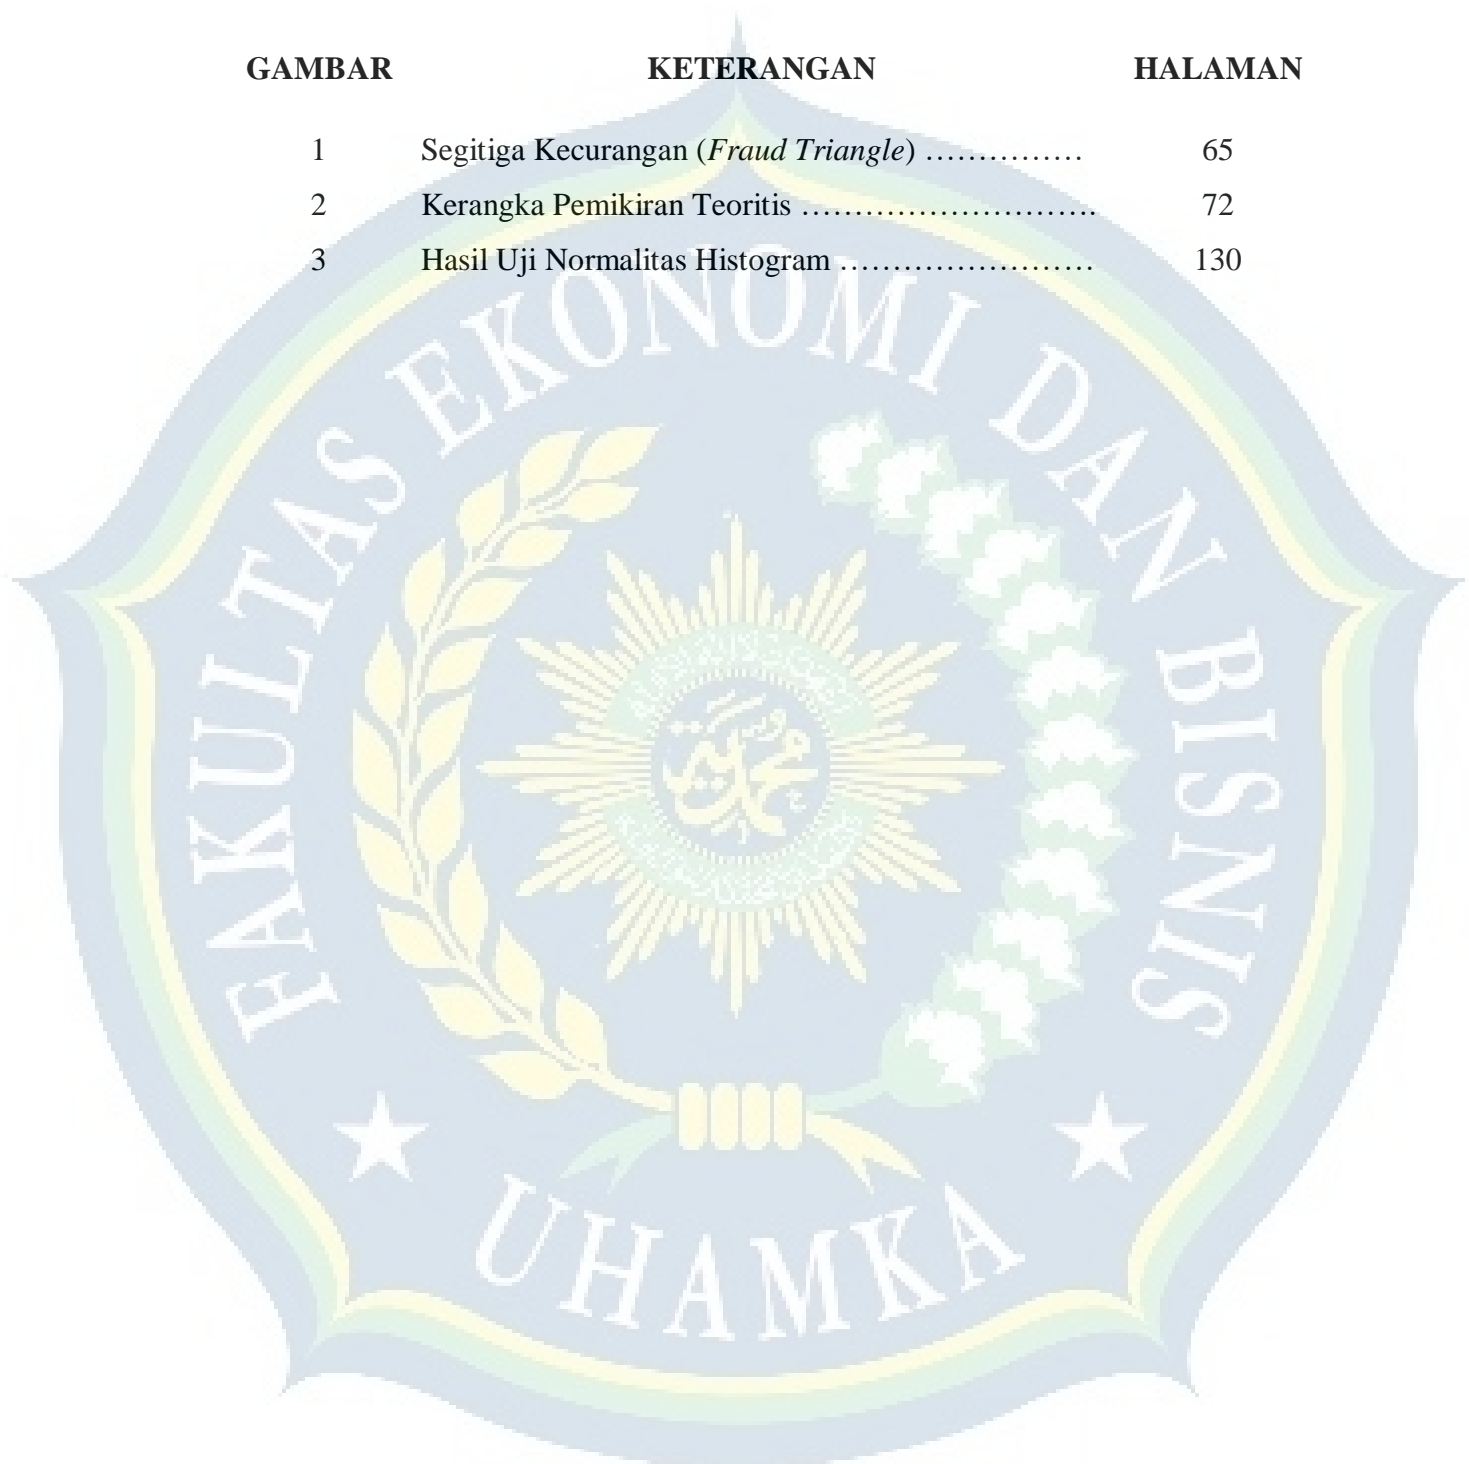 GAMBAR KETERANGAN HALAMAN
1 Segitiga Kecurangan (Fraud Triangle) …………… 65
2 Kerangka Pemikiran Teoritis ………………………. 72
3 Hasil Uji Normalitas Histogram …………………… 130
FAKULTAS EKONOMI DAN BISNIS
محمدية
UHAMKA